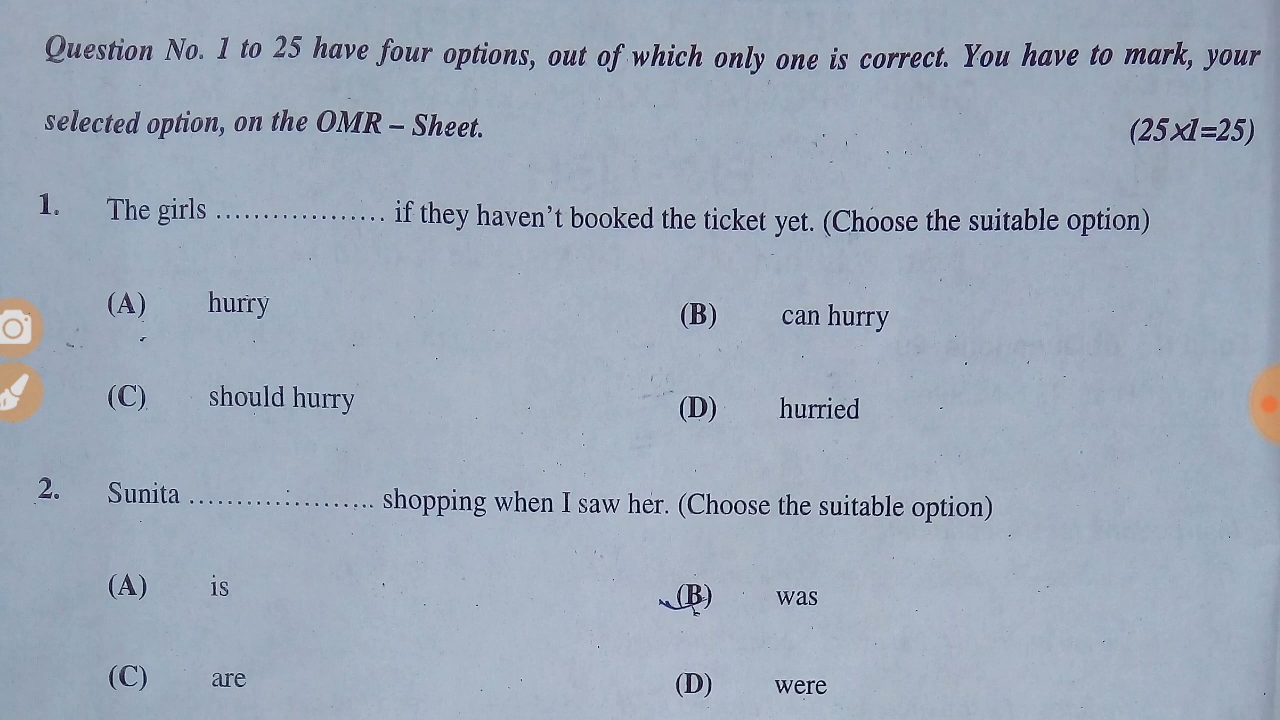 Question No. 1 to 25 have four options, out of which only one is correct. You have to mark, your
selected option, on the OMR – Sheet. (25x1=25)
1. The girls .................. if they haven't booked the ticket yet. (Choose the suitable option)
(A) hurry (B) can hurry
(C) should hurry (D) hurried
2. Sunita .................... shopping when I saw her. (Choose the suitable option)
(A) is (B) was
(C) are (D) were